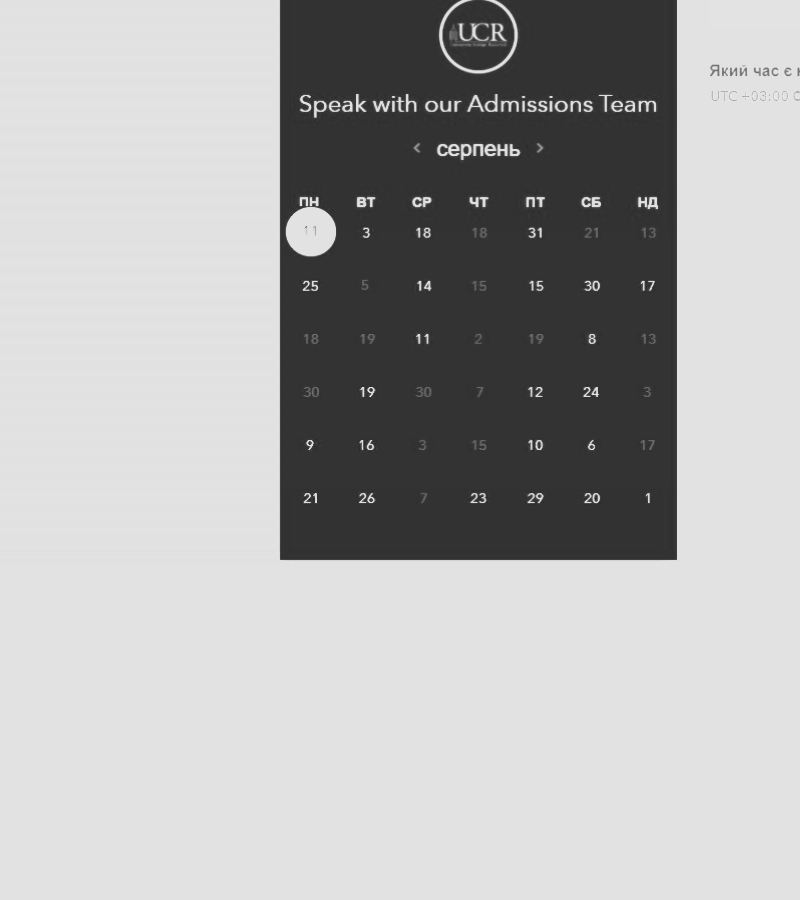 UCR
Speak with our Admissions Team
< серпень >
ПН ВТ СР ЧТ ПТ СБ НД
11 3 18 18 31 21 13
25 5 14 15 15 30 17
18 19 11 2 19 8 13
30 19 30 7 12 24 3
9 16 3 15 10 6 17
21 26 7 23 29 20 1
Який час є
UTC +03:00